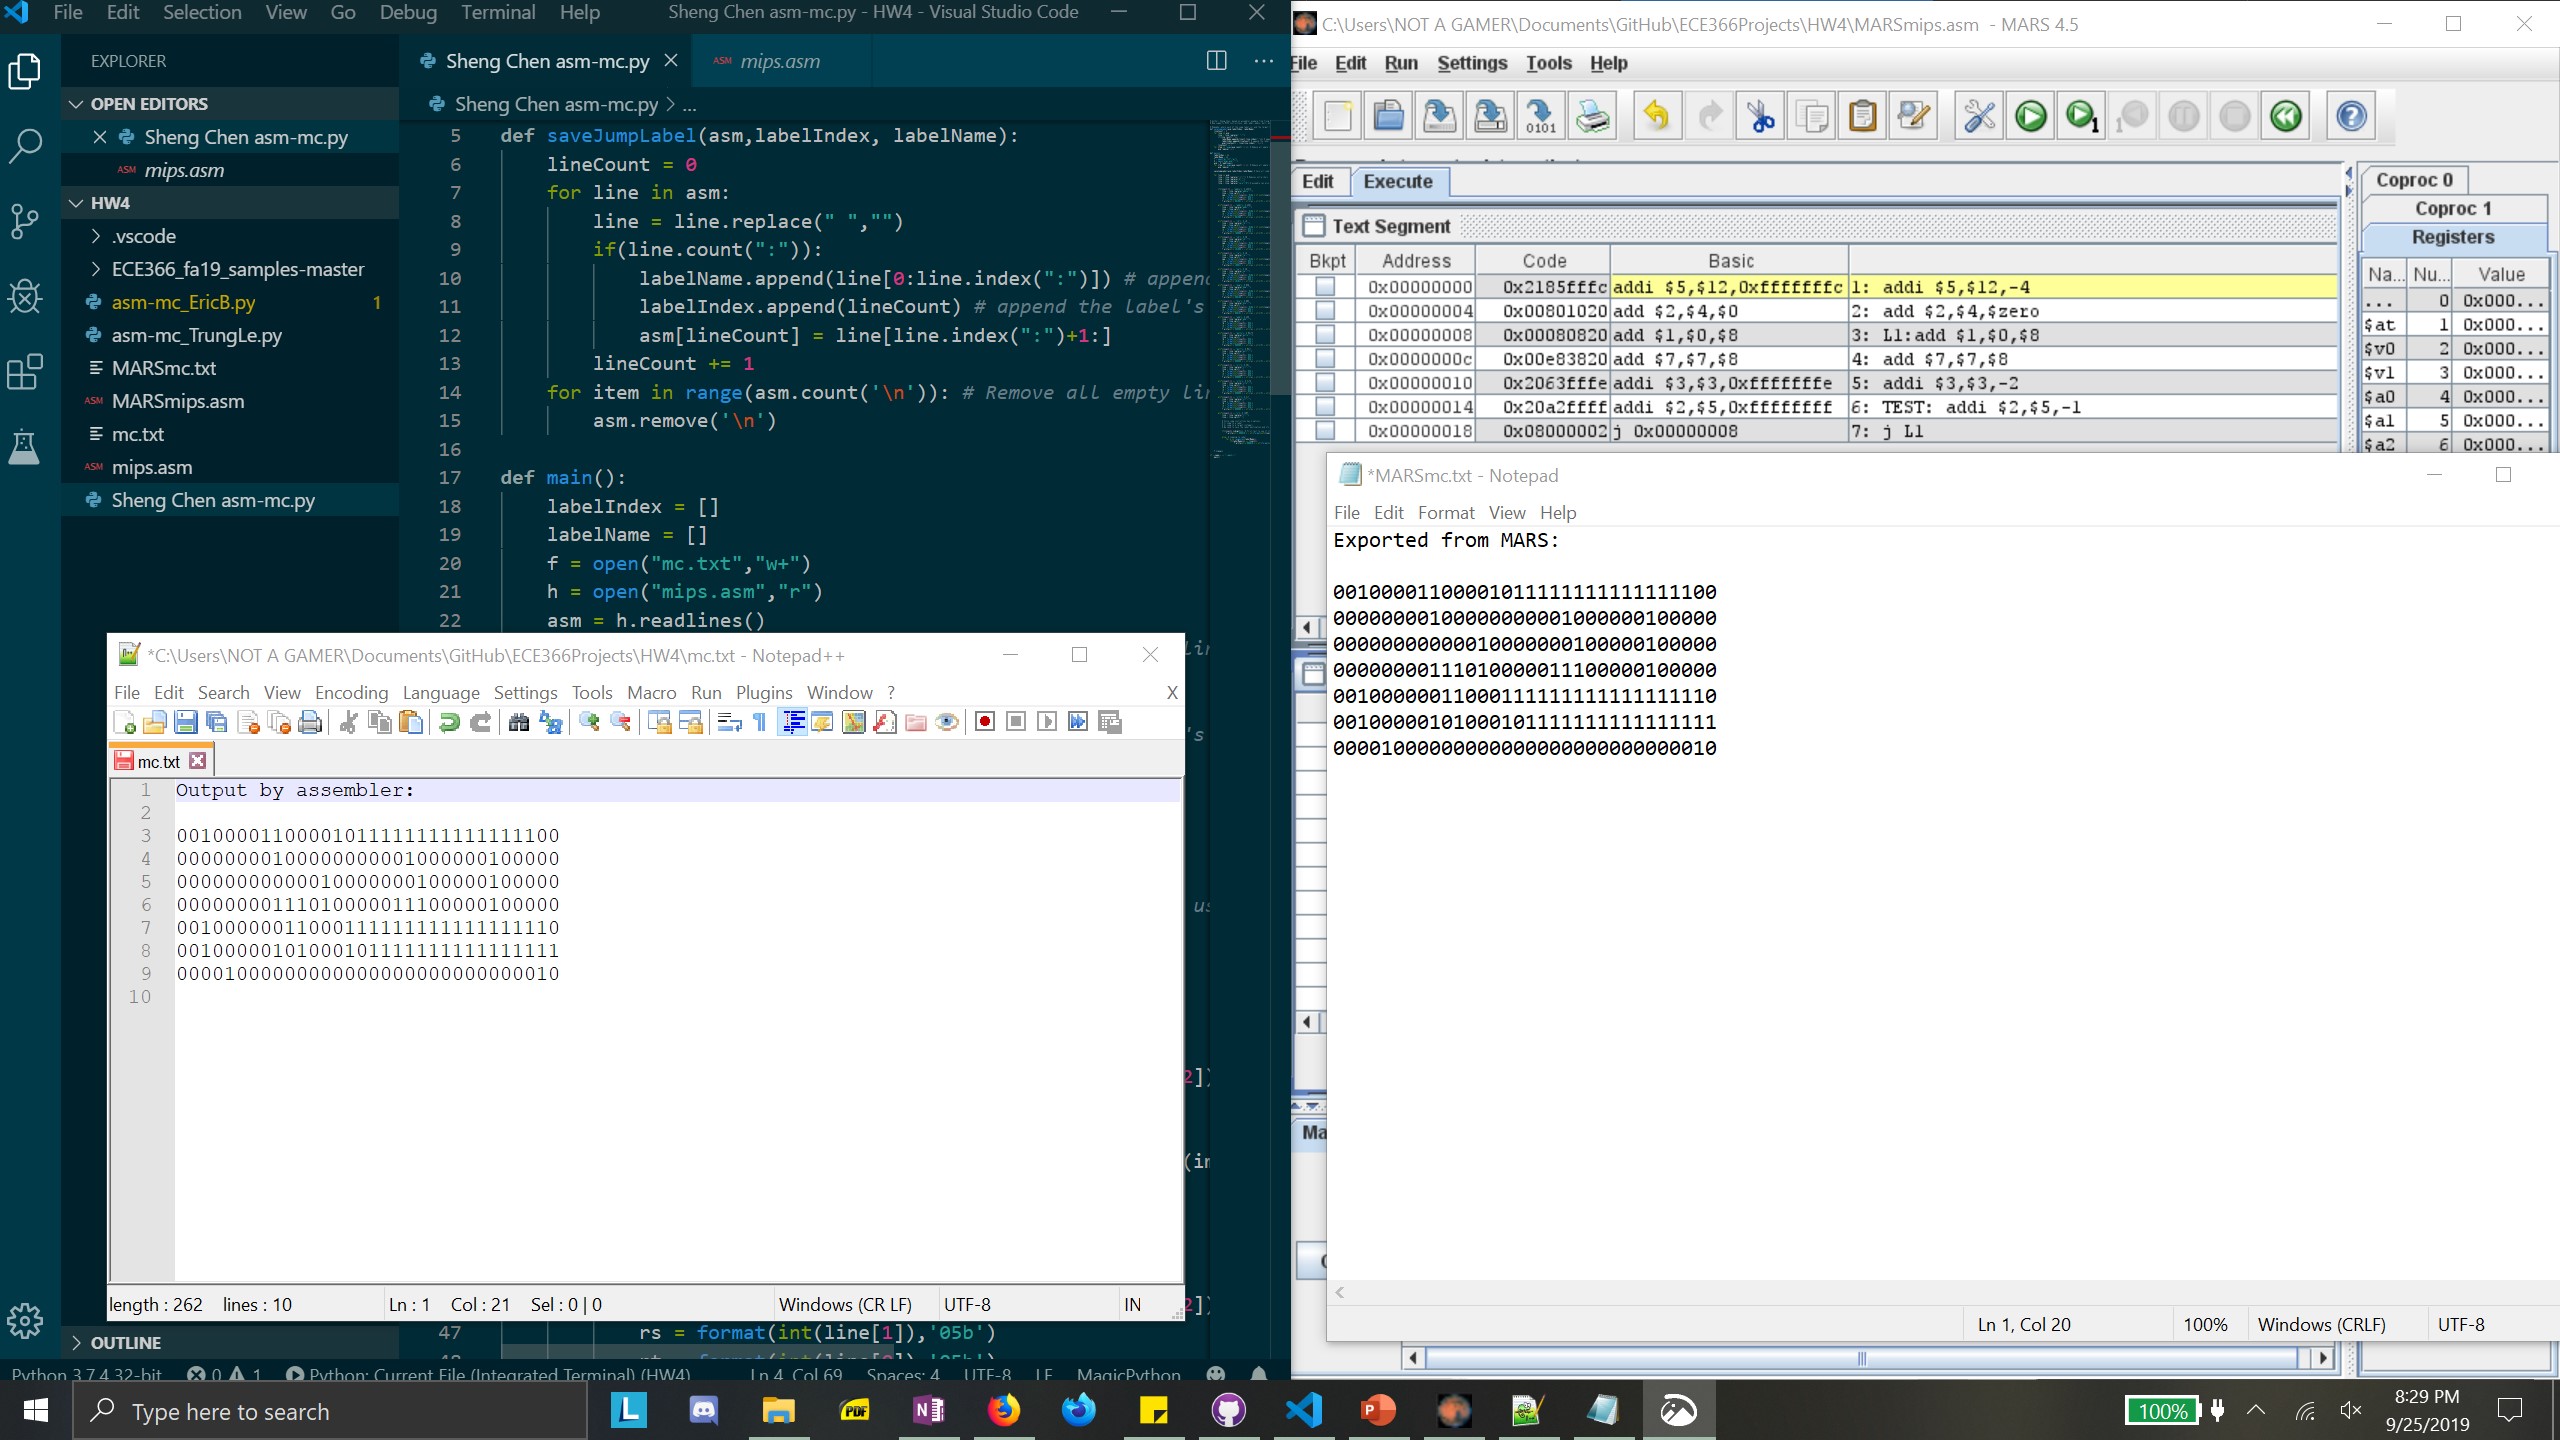 File Edit Selection View Go Debug Terminal Help Sheng Chen asm-mc.py - HW4 - Visual Studio Code
EXPLORER
OPEN EDITORS
Sheng Chen asm-mc.py
ASM mips.asm
HW4
.vscode
ECE366_fa19_samples-master
asm-mc_EricB.py 1
asm-mc_TrungLe.py
MARSmc.txt
ASM MARSmips.asm
mc.txt
ASM mips.asm
Sheng Chen asm-mc.py
OUTLINE
Sheng Chen asm-mc.py ASM mips.asm
Sheng Chen asm-mc.py > ...
5 def saveJumpLabel(asm,labelIndex, labelName):
6 lineCount = 0
7 for line in asm:
8 line = line.replace(" ","")
9 if(line.count(":")):
10 labelName.append(line[0:line.index(":")]) # appen
11 labelIndex.append(lineCount) # append the label's
12 asm[lineCount] = line[line.index(":")+1:]
13 lineCount += 1
14 for item in range(asm.count('\n')): # Remove all empty li
15 asm.remove('\n')
16
17 def main():
18 labelIndex = []
19 labelName = []
20 f = open("mc.txt","w+")
21 h = open("mips.asm","r")
22 asm = h.readlines()
47 rs = format(int(line[1]),'05b')
Python 3.7.4 32-bit 0 1 Python: Current File (Integrated Terminal) (HW4) Ln 4, Col 69 Spaces: 4 UTF-8 LF MagicPython
*C:\Users\NOT A GAMER\Documents\GitHub\ECE366Projects\HW4\mc.txt - Notepad++
File Edit Search View Encoding Language Settings Tools Macro Run Plugins Window ? X
mc.txt
1 Output by assembler:
2
3 00100001100001011111111111111100
4 00000000100000000001000000100000
5 00000000000010000000100000100000
6 00000000111010000011100000100000
7 00100000011000111111111111111110
8 00100000101000101111111111111111
9 00001000000000000000000000000010
10
length : 262 lines : 10 Ln : 1 Col : 21 Sel : 0 | 0 Windows (CR LF) UTF-8 IN
C:\Users\NOT A GAMER\Documents\GitHub\ECE366Projects\HW4\MARSmips.asm - MARS 4.5
File Edit Run Settings Tools Help
Edit Execute
Text Segment
Bkpt Address Code Basic
0x00000000 0x2185fffc addi $5,$12,0xfffffffc 1: addi $5,$12,-4
0x00000004 0x00801020 add $2,$4,$0 2: add $2,$4,$zero
0x00000008 0x00080820 add $1,$0,$8 3: L1:add $1,$0,$8
0x0000000c 0x00e83820 add $7,$7,$8 4: add $7,$7,$8
0x00000010 0x2063fffe addi $3,$3,0xfffffffe 5: addi $3,$3,-2
0x00000014 0x20a2ffff addi $2,$5,0xffffffff 6: TEST: addi $2,$5,-1
0x00000018 0x08000002 j 0x00000008 7: j L1
Coproc 0
Coproc 1
Registers
Na... Nu... Value
... 0 0x000...
$at 1 0x000...
$v0 2 0x000...
$v1 3 0x000...
$a0 4 0x000...
$a1 5 0x000...
$a2 6 0x000...
*MARSmc.txt - Notepad
File Edit Format View Help
Exported from MARS:
00100001100001011111111111111100
00000000100000000001000000100000
00000000000010000000100000100000
00000000111010000011100000100000
00100000011000111111111111111110
00100000101000101111111111111111
00001000000000000000000000000010
Ln 1, Col 20 100% Windows (CRLF) UTF-8
Type here to search
100%
8:29 PM
9/25/2019